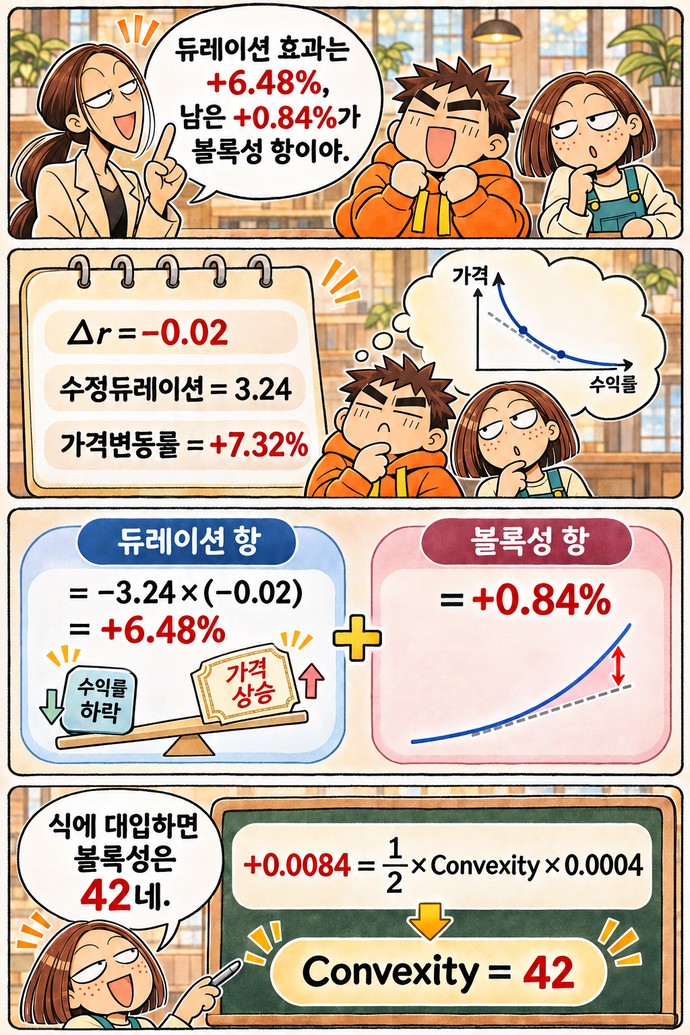 듀레이션 효과는
+6.48%,
남은 +0.84%가
볼록성 항이야.
Δr = −0.02
수정듀레이션 = 3.24
가격변동률 = +7.32%
가격
수익률
듀레이션 항
= −3.24 × (−0.02)
= +6.48%
수익률
하락
가격
상승
+
볼록성 항
= +0.84%
식에 대입하면
볼록성은
42네.
+0.0084 = 1/2 × Convexity × 0.0004
Convexity = 42